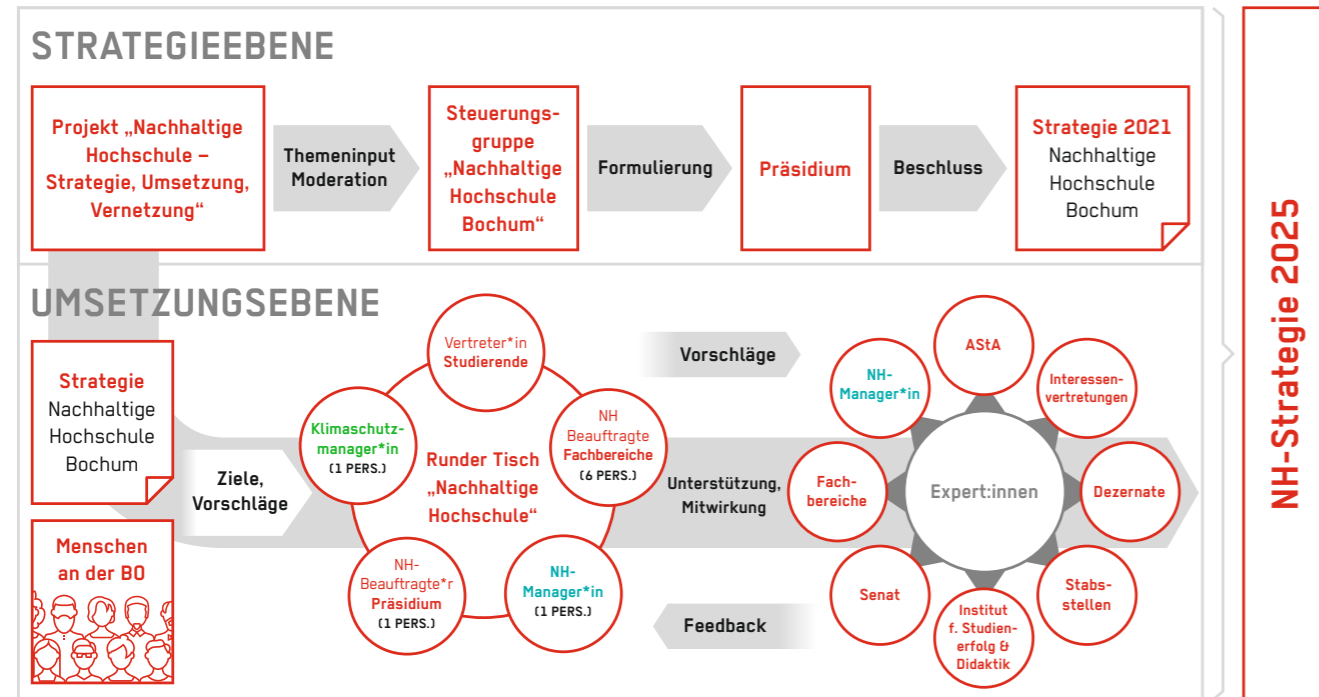 STRATEGIEEBENE
Projekt „Nachhaltige
Hochschule –
Strategie, Umsetzung,
Vernetzung“
Themeninput
Moderation
Steuerungs-
gruppe
„Nachhaltige
Hochschule
Bochum“
Formulierung
Präsidium
Beschluss
Strategie 2021
Nachhaltige
Hochschule
Bochum
UMSETZUNGSEBENE
Strategie
Nachhaltige
Hochschule
Bochum
Menschen
an der BO
Ziele,
Vorschläge
Vertreter*in
Studierende
Klimaschutz-
manager*in
(1 PERS.)
NH
Beauftragte
Fachbereiche
(6 PERS.)
Runder Tisch
„Nachhaltige
Hochschule“
NH-
Beauftragte*r
Präsidium
(1 PERS.)
NH-
Manager*in
(1 PERS.)
Vorschläge
Unterstützung,
Mitwirkung
Feedback
AStA
NH-
Manager*in
Interessen-
vertretungen
Fach-
bereiche
Expert:innen
Dezernate
Senat
Stabs-
stellen
Institut
f. Studien-
erfolg &
Didaktik
NH-Strategie 2025